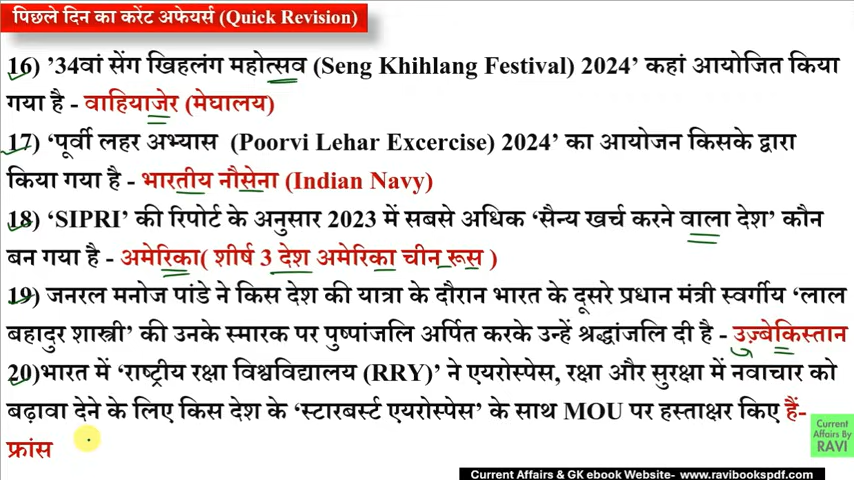 पिछले दिन का करेंट अफेयर्स (Quick Revision)
16) '34वां सेंग खिहलंग महोत्सव (Seng Khihlang Festival) 2024' कहां आयोजित किया
गया है - वाहियाजेर (मेघालय)
17) 'पूर्वी लहर अभ्यास (Poorvi Lehar Excercise) 2024' का आयोजन किसके द्वारा
किया गया है - भारतीय नौसेना (Indian Navy)
18) 'SIPRI' की रिपोर्ट के अनुसार 2023 में सबसे अधिक 'सैन्य खर्च करने वाला देश' कौन
बन गया है - अमेरिका( शीर्ष 3 देश अमेरिका चीन रूस )
19) जनरल मनोज पांडे ने किस देश की यात्रा के दौरान भारत के दूसरे प्रधान मंत्री स्वर्गीय 'लाल
बहादुर शास्त्री' की उनके स्मारक पर पुष्पांजलि अर्पित करके उन्हें श्रद्धांजलि दी है - उज़्बेकिस्तान
20)भारत में 'राष्ट्रीय रक्षा विश्वविद्यालय (RRY)' ने एयरोस्पेस, रक्षा और सुरक्षा में नवाचार को
बढ़ावा देने के लिए किस देश के 'स्टारबर्स्ट एयरोस्पेस' के साथ MOU पर हस्ताक्षर किए हैं-
फ्रांस
Current
Affairs By
RAVI
Current Affairs & GK ebook Website- www.ravibookspdf.com